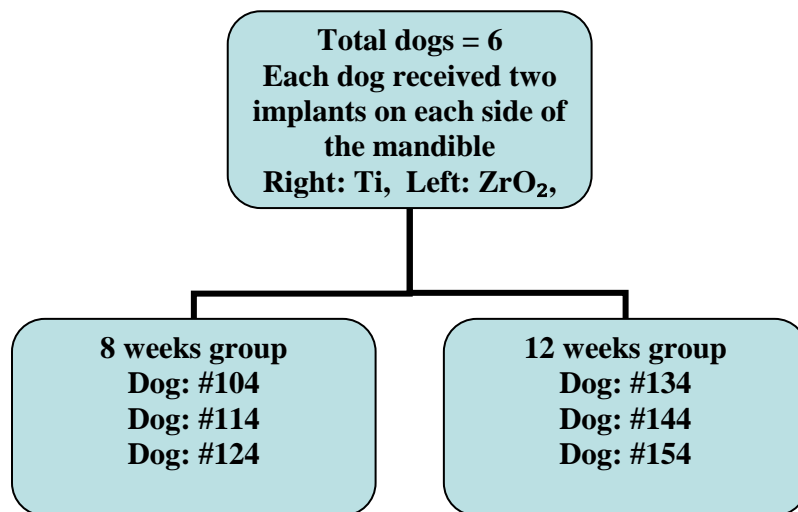 Total dogs = 6
Each dog received two
implants on each side of
the mandible
Right: Ti,  Left: ZrO₂,
8 weeks group
Dog: #104
Dog: #114
Dog: #124
12 weeks group
Dog: #134
Dog: #144
Dog: #154